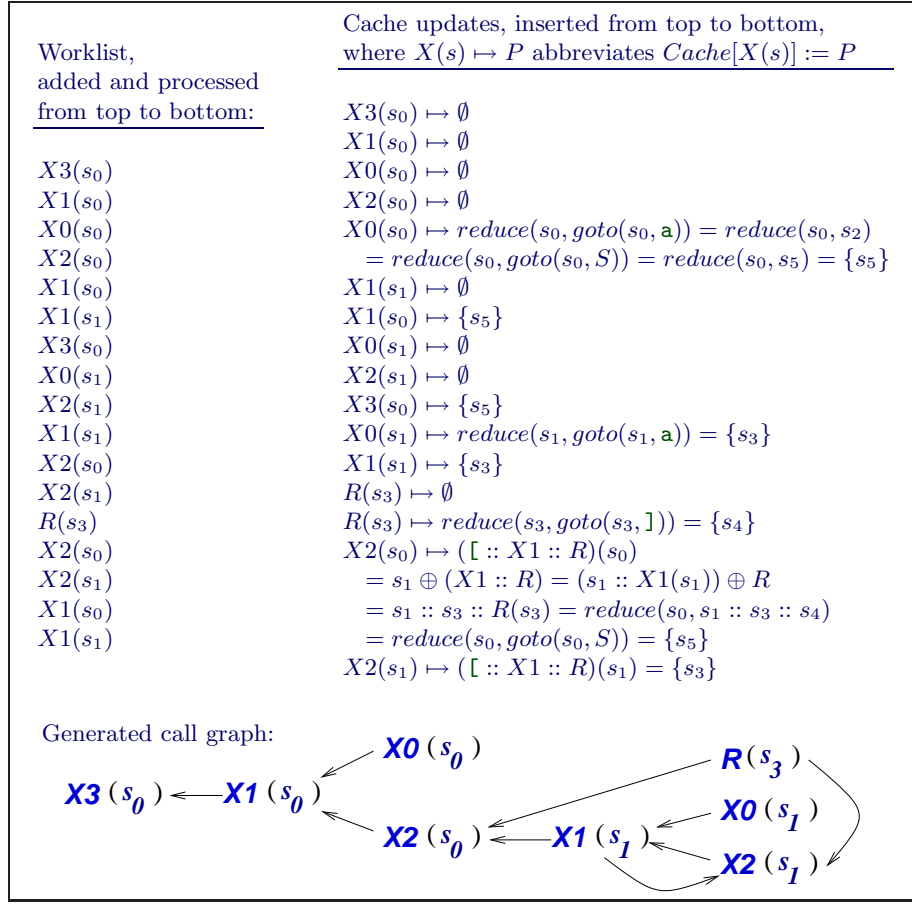 Worklist,
added and processed
from top to bottom:
X3(s₀)
X1(s₀)
X0(s₀)
X2(s₀)
X1(s₀)
X1(s₁)
X3(s₀)
X0(s₁)
X2(s₁)
X1(s₁)
X2(s₀)
X2(s₁)
R(s₃)
X2(s₀)
X2(s₁)
X1(s₀)
X1(s₁)
Cache updates, inserted from top to bottom,
where X(s) ↦ P abbreviates Cache[X(s)] := P
X3(s₀) ↦ ∅
X1(s₀) ↦ ∅
X0(s₀) ↦ ∅
X2(s₀) ↦ ∅
X0(s₀) ↦ reduce(s₀, goto(s₀, a)) = reduce(s₀, s₂)
= reduce(s₀, goto(s₀, S)) = reduce(s₀, s₅) = {s₅}
X1(s₁) ↦ ∅
X1(s₀) ↦ {s₅}
X0(s₁) ↦ ∅
X2(s₁) ↦ ∅
X3(s₀) ↦ {s₅}
X0(s₁) ↦ reduce(s₁, goto(s₁, a)) = {s₃}
X1(s₁) ↦ {s₃}
R(s₃) ↦ ∅
R(s₃) ↦ reduce(s₃, goto(s₃, ])) = {s₄}
X2(s₀) ↦ ([ :: X1 :: R)(s₀)
= s₁ ⊕ (X1 :: R) = (s₁ :: X1(s₁)) ⊕ R
= s₁ :: s₃ :: R(s₃) = reduce(s₀, s₁ :: s₃ :: s₄)
= reduce(s₀, goto(s₀, S)) = {s₅}
X2(s₁) ↦ ([ :: X1 :: R)(s₁) = {s₃}
Generated call graph:
X0(s₀)
R(s₃)
X3(s₀)
X1(s₀)
X0(s₁)
X2(s₀)
X1(s₁)
X2(s₁)